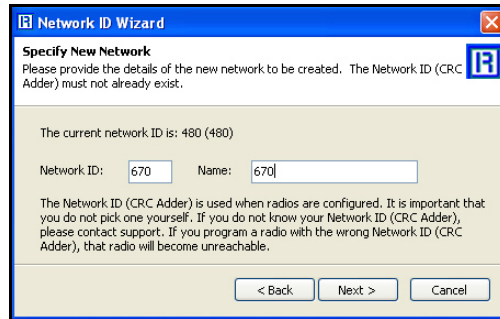 Network ID Wizard
Specify New Network
Please provide the details of the new network to be created. The Network ID (CRC
Adder) must not already exist.
The current network ID is: 480 (480)
Network ID: 670 Name: 670
The Network ID (CRC Adder) is used when radios are configured. It is important that
you do not pick one yourself. If you do not know your Network ID (CRC Adder),
please contact support. If you program a radio with the wrong Network ID (CRC
Adder), that radio will become unreachable.
< Back Next > Cancel